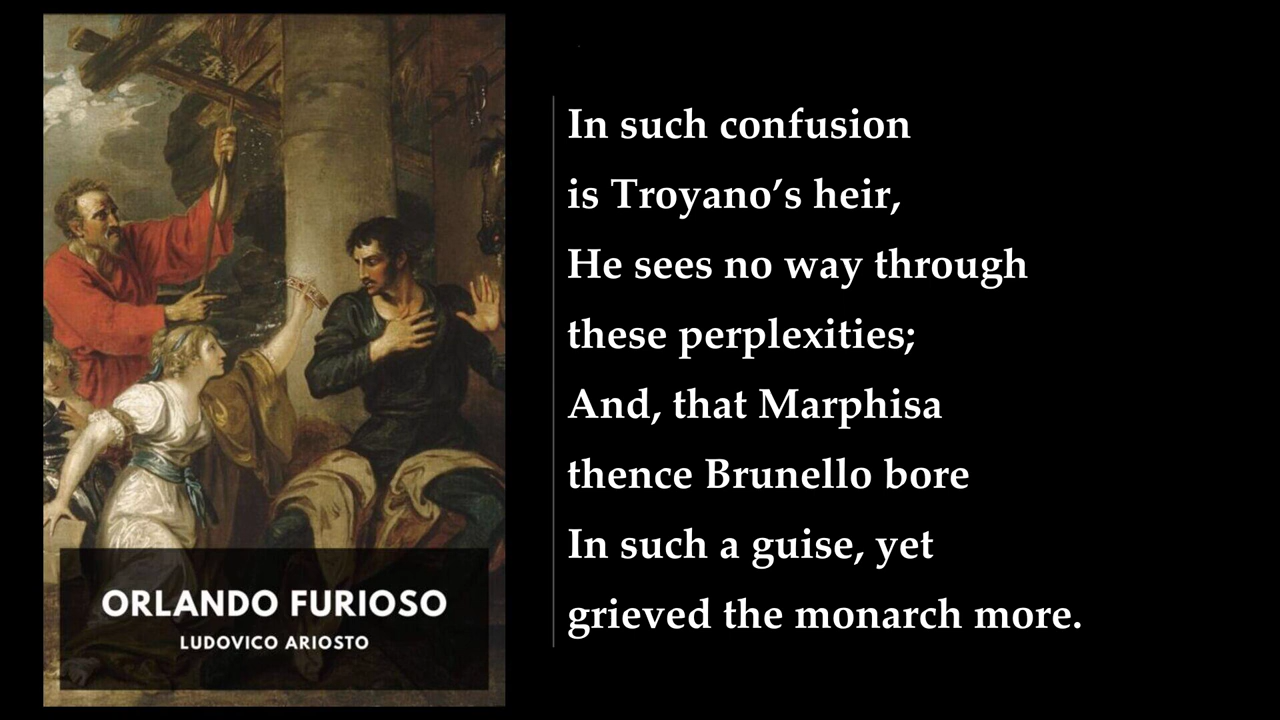 ORLANDO FURIOSO
LUDOVICO ARIOSTO
In such confusion
is Troyano’s heir,
He sees no way through
these perplexities;
And, that Marphisa
thence Brunello bore
In such a guise, yet
grieved the monarch more.